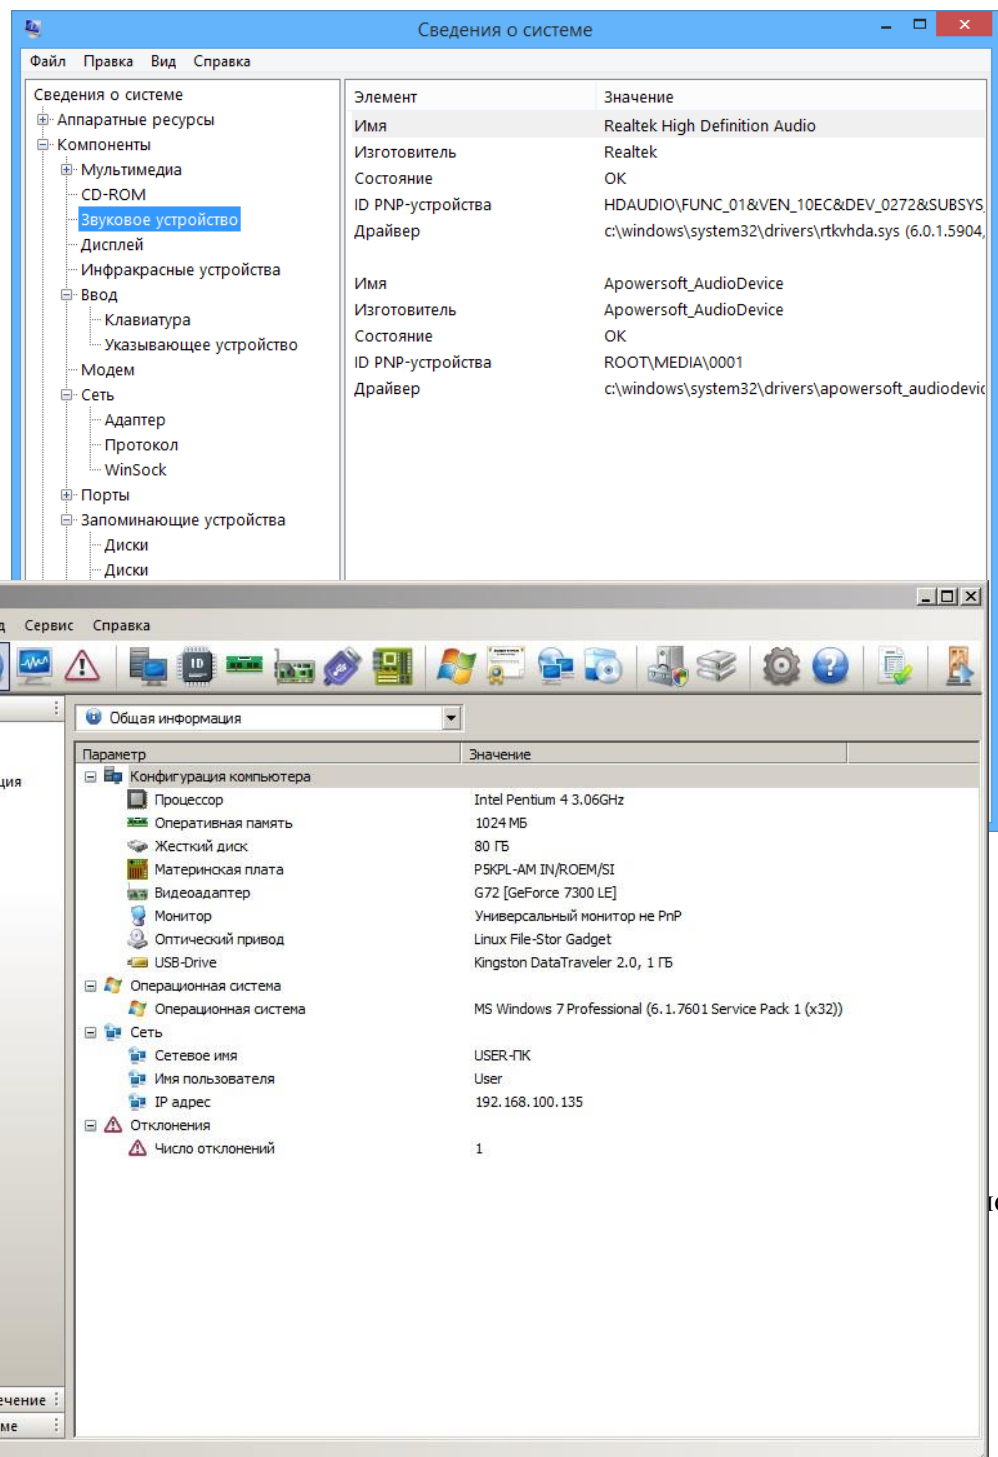 Сведения о системе
Файл Правка Вид Справка
Сведения о системе
Аппаратные ресурсы
Компоненты
Мультимедиа
CD-ROM
Звуковое устройство
Дисплей
Инфракрасные устройства
Ввод
Клавиатура
Указывающее устройство
Модем
Сеть
Адаптер
Протокол
WinSock
Порты
Запоминающие устройства
Диски
Диски
Элемент Значение
Имя Realtek High Definition Audio
Изготовитель Realtek
Состояние OK
ID PNP-устройства HDAUDIO\FUNC_01&VEN_10EC&DEV_0272&SUBSYS_
Драйвер c:\windows\system32\drivers\rtkvhda.sys (6.0.1.5904,
Имя Apowersoft_AudioDevice
Изготовитель Apowersoft_AudioDevice
Состояние OK
ID PNP-устройства ROOT\MEDIA\0001
Драйвер c:\windows\system32\drivers\apowersoft_audiodevic
Сервис Справка
ция
Общая информация
Параметр Значение
Конфигурация компьютера
Процессор Intel Pentium 4 3.06GHz
Оперативная память 1024 МБ
Жесткий диск 80 ГБ
Материнская плата P5KPL-AM IN/ROEM/SI
Видеоадаптер G72 [GeForce 7300 LE]
Монитор Универсальный монитор не PnP
Оптический привод Linux File-Stor Gadget
USB-Drive Kingston DataTraveler 2.0, 1 ГБ
Операционная система
Операционная система MS Windows 7 Professional (6.1.7601 Service Pack 1 (x32))
Сеть
Сетевое имя USER-ПК
Имя пользователя User
IP адрес 192.168.100.135
Отклонения
Число отклонений 1
ечение
ме